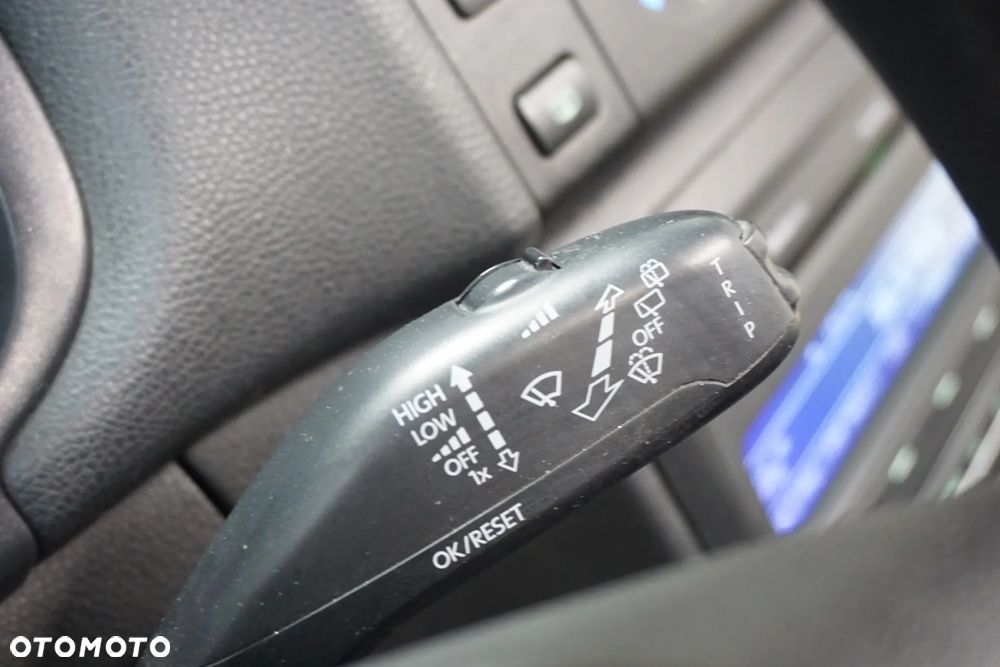 HIGH
LOW
OFF
1x
OFF
TRIP
OK/RESET
OTOMOTO